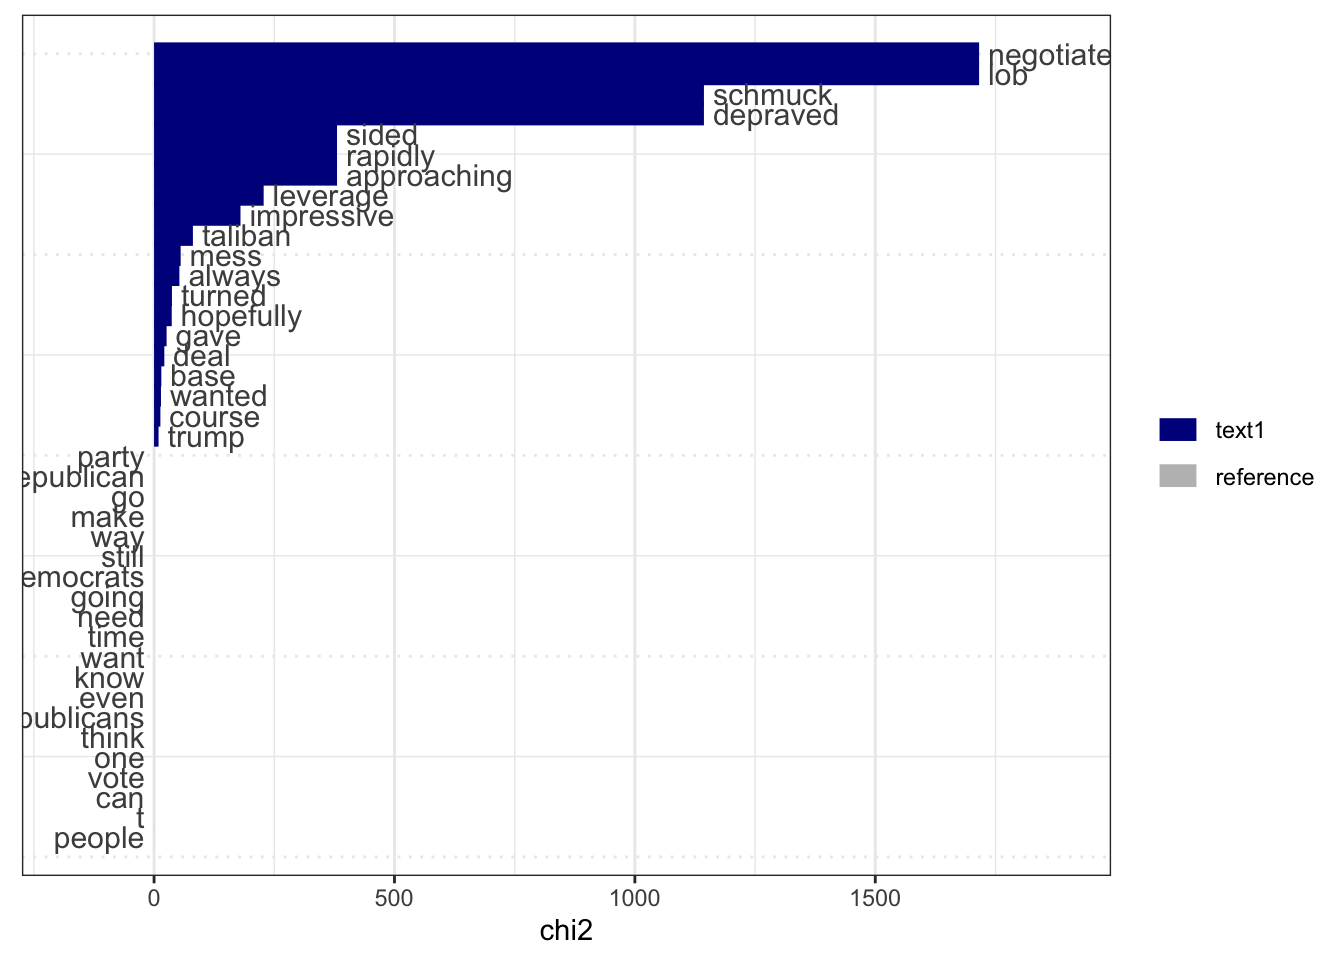 negotiate
lob
schmuck
depraved
sided
rapidly
approaching
leverage
impressive
taliban
mess
always
turned
hopefully
gave
deal
base
wanted
course
trump
party
epublican
go
make
way
still
emocrats
going
need
time
want
know
even
publicans
think
one
vote
can
t
people
text1
reference
0 500 1000 1500
chi2